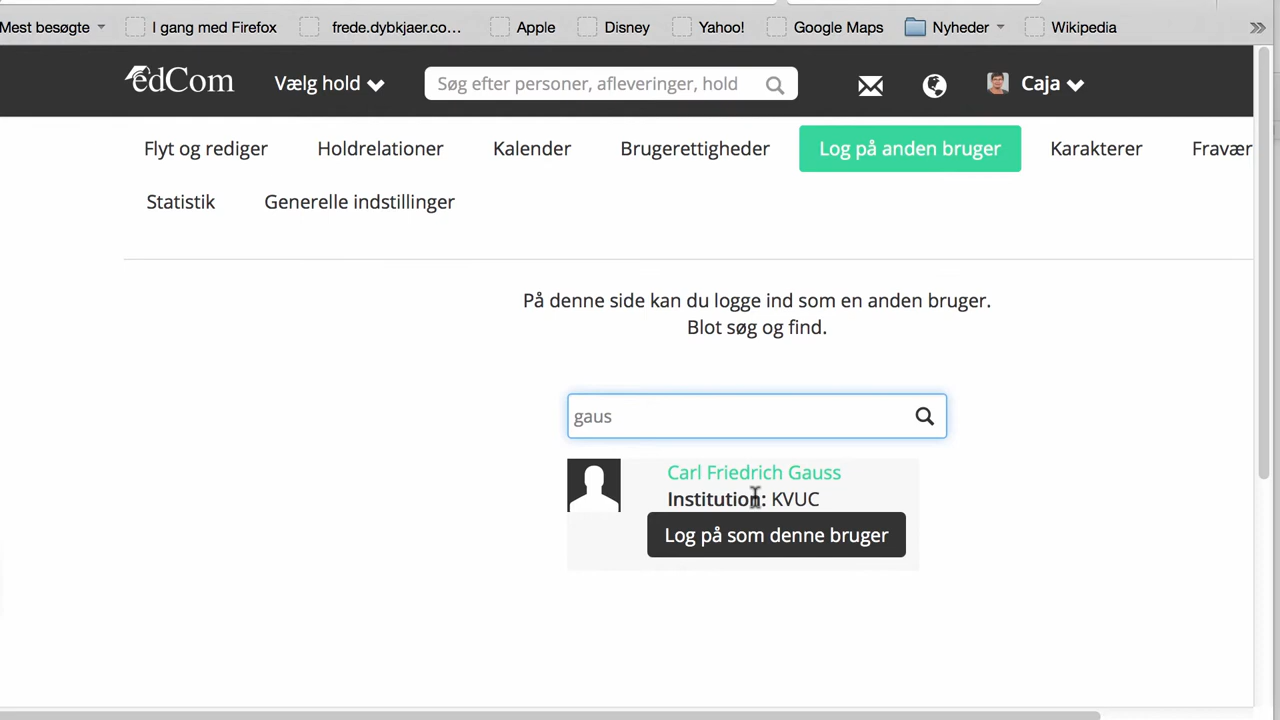 Mest besøgte I gang med Firefox frede.dybkjaer.co... Apple Disney Yahoo! Google Maps Nyheder Wikipedia »
edCom Vælg hold Søg efter personer, afleveringer, hold Caja
Flyt og rediger Holdrelationer Kalender Brugerettigheder Log på anden bruger Karakterer Fravær
Statistik Generelle indstillinger
På denne side kan du logge ind som en anden bruger.
Blot søg og find.
gaus
Carl Friedrich Gauss
Institution: KVUC
Log på som denne bruger